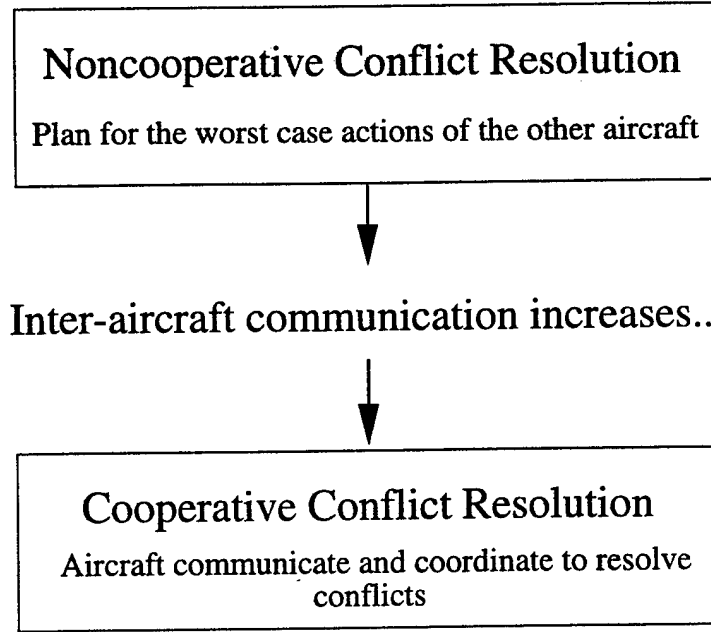 Noncooperative Conflict Resolution
Plan for the worst case actions of the other aircraft
Inter-aircraft communication increases..
Cooperative Conflict Resolution
Aircraft communicate and coordinate to resolve
conflicts